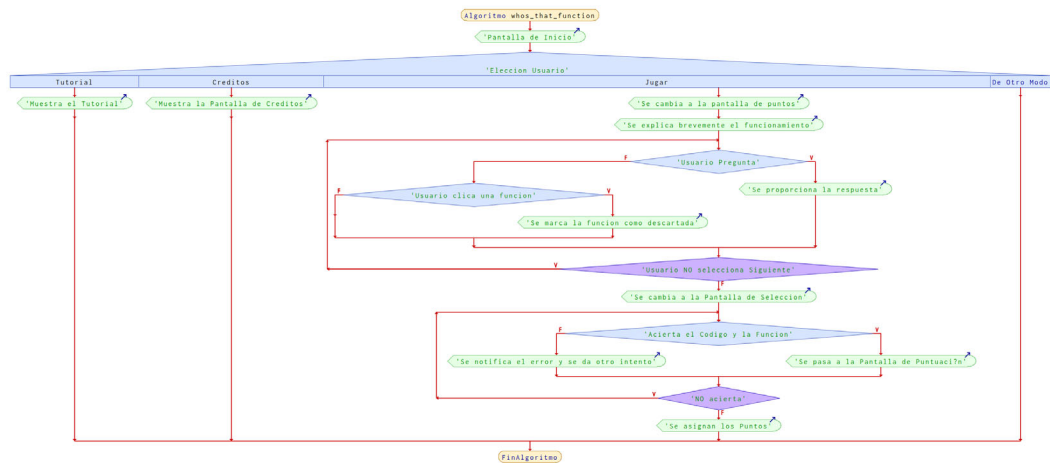 Algoritmo whos_that_function
'Pantalla de Inicio'
'Eleccion Usuario'
Tutorial
Creditos
Jugar
De Otro Modo
'Muestra el Tutorial'
'Muestra la Pantalla de Creditos'
'Se cambia a la pantalla de puntos'
'Se explica brevemente el funcionamiento'
F
'Usuario Pregunta'
V
F
'Usuario clica una funcion'
V
'Se proporciona la respuesta'
'Se marca la funcion como descartada'
V
'Usuario NO selecciona Siguiente'
F
'Se cambia a la Pantalla de Seleccion'
F
'Acierta el Codigo y la Funcion'
V
'Se notifica el error y se da otro intento'
'Se pasa a la Pantalla de Puntuaci?n'
V
'NO acierta'
F
'Se asignan los Puntos'
FinAlgoritmo